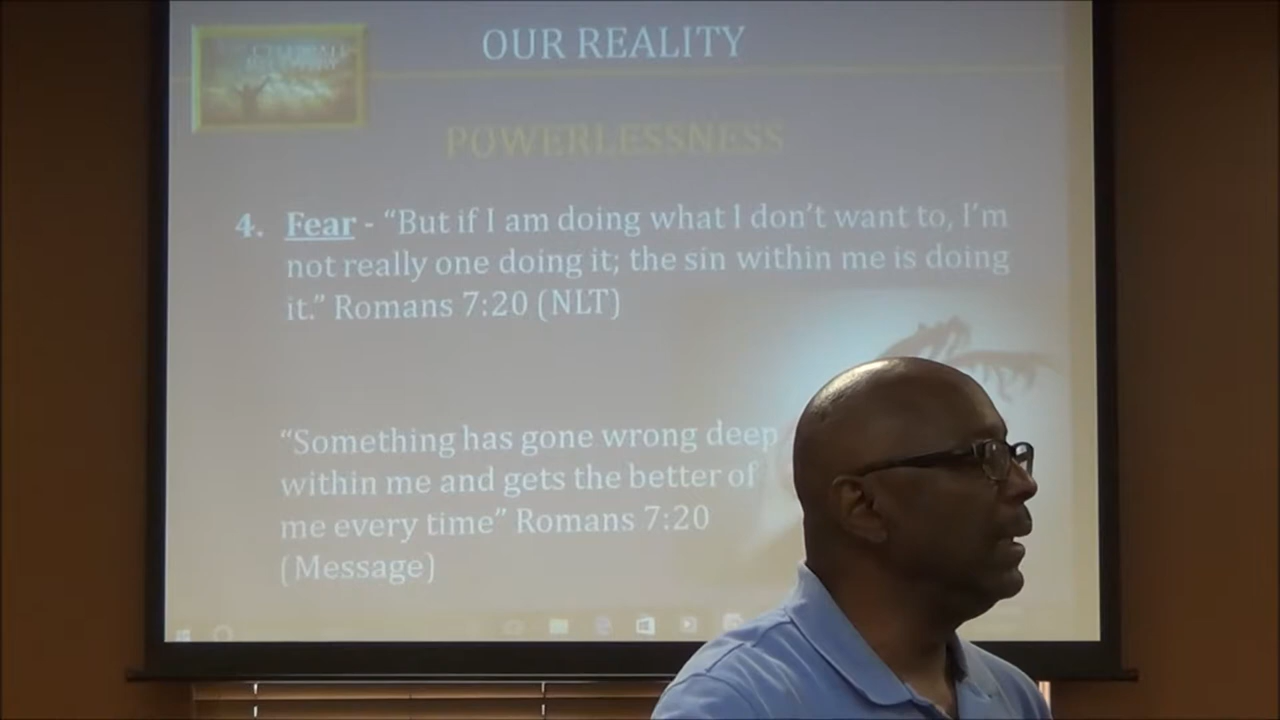 OUR REALITY
CELEBRATE
RECOVERY
POWERLESSNESS
4. Fear - “But if I am doing what I don’t want to, I’m
not really one doing it; the sin within me is doing
it.” Romans 7:20 (NLT)
“Something has gone wrong deep
within me and gets the better of
me every time” Romans 7:20
(Message)